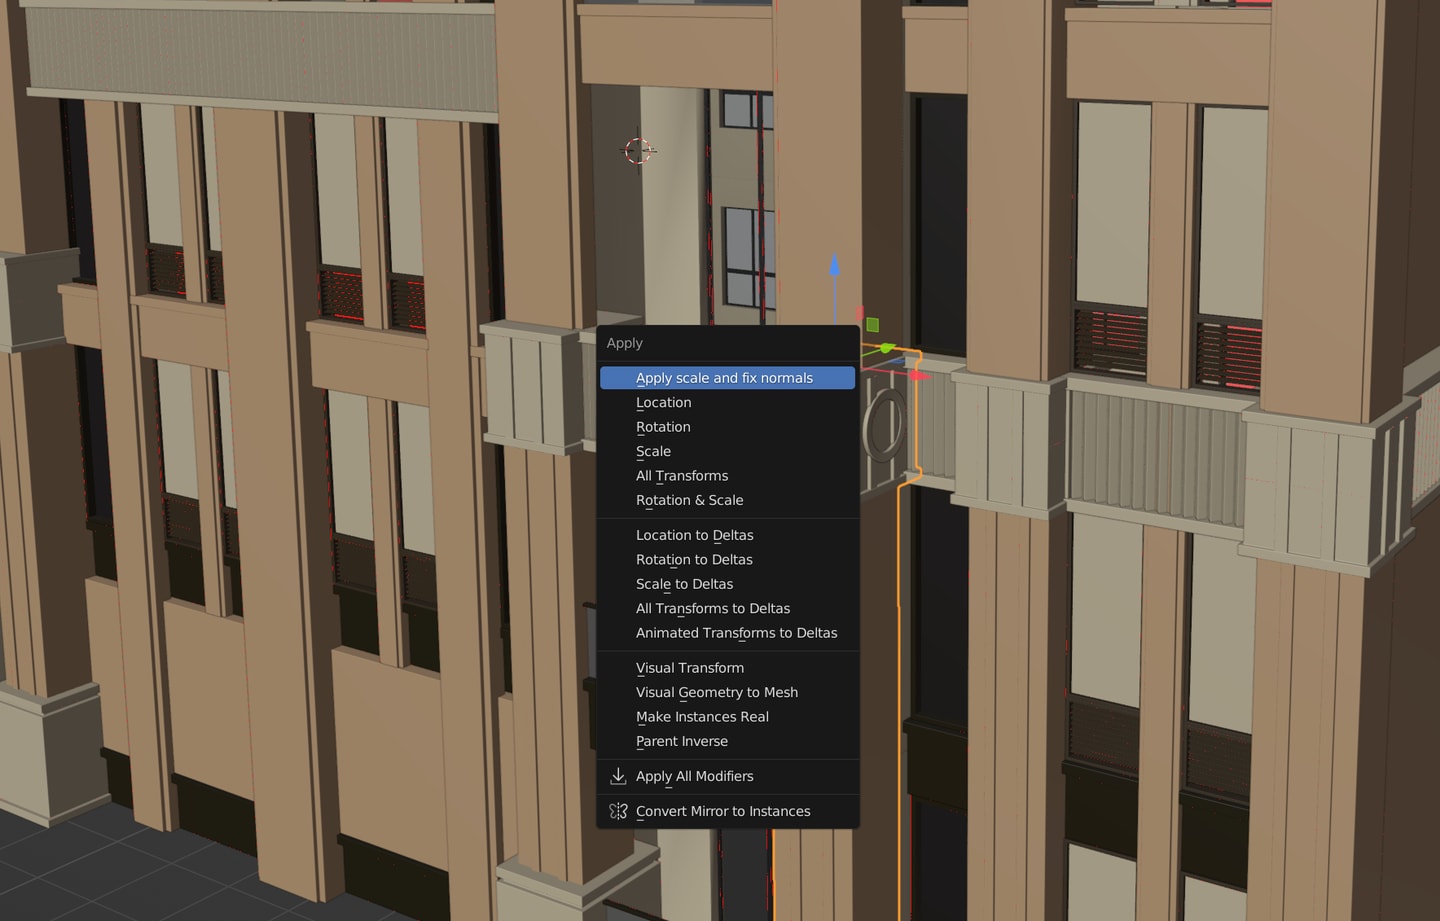 Apply
Apply scale and fix normals
Location
Rotation
Scale
All Transforms
Rotation & Scale
Location to Deltas
Rotation to Deltas
Scale to Deltas
All Transforms to Deltas
Animated Transforms to Deltas
Visual Transform
Visual Geometry to Mesh
Make Instances Real
Parent Inverse
Apply All Modifiers
Convert Mirror to Instances